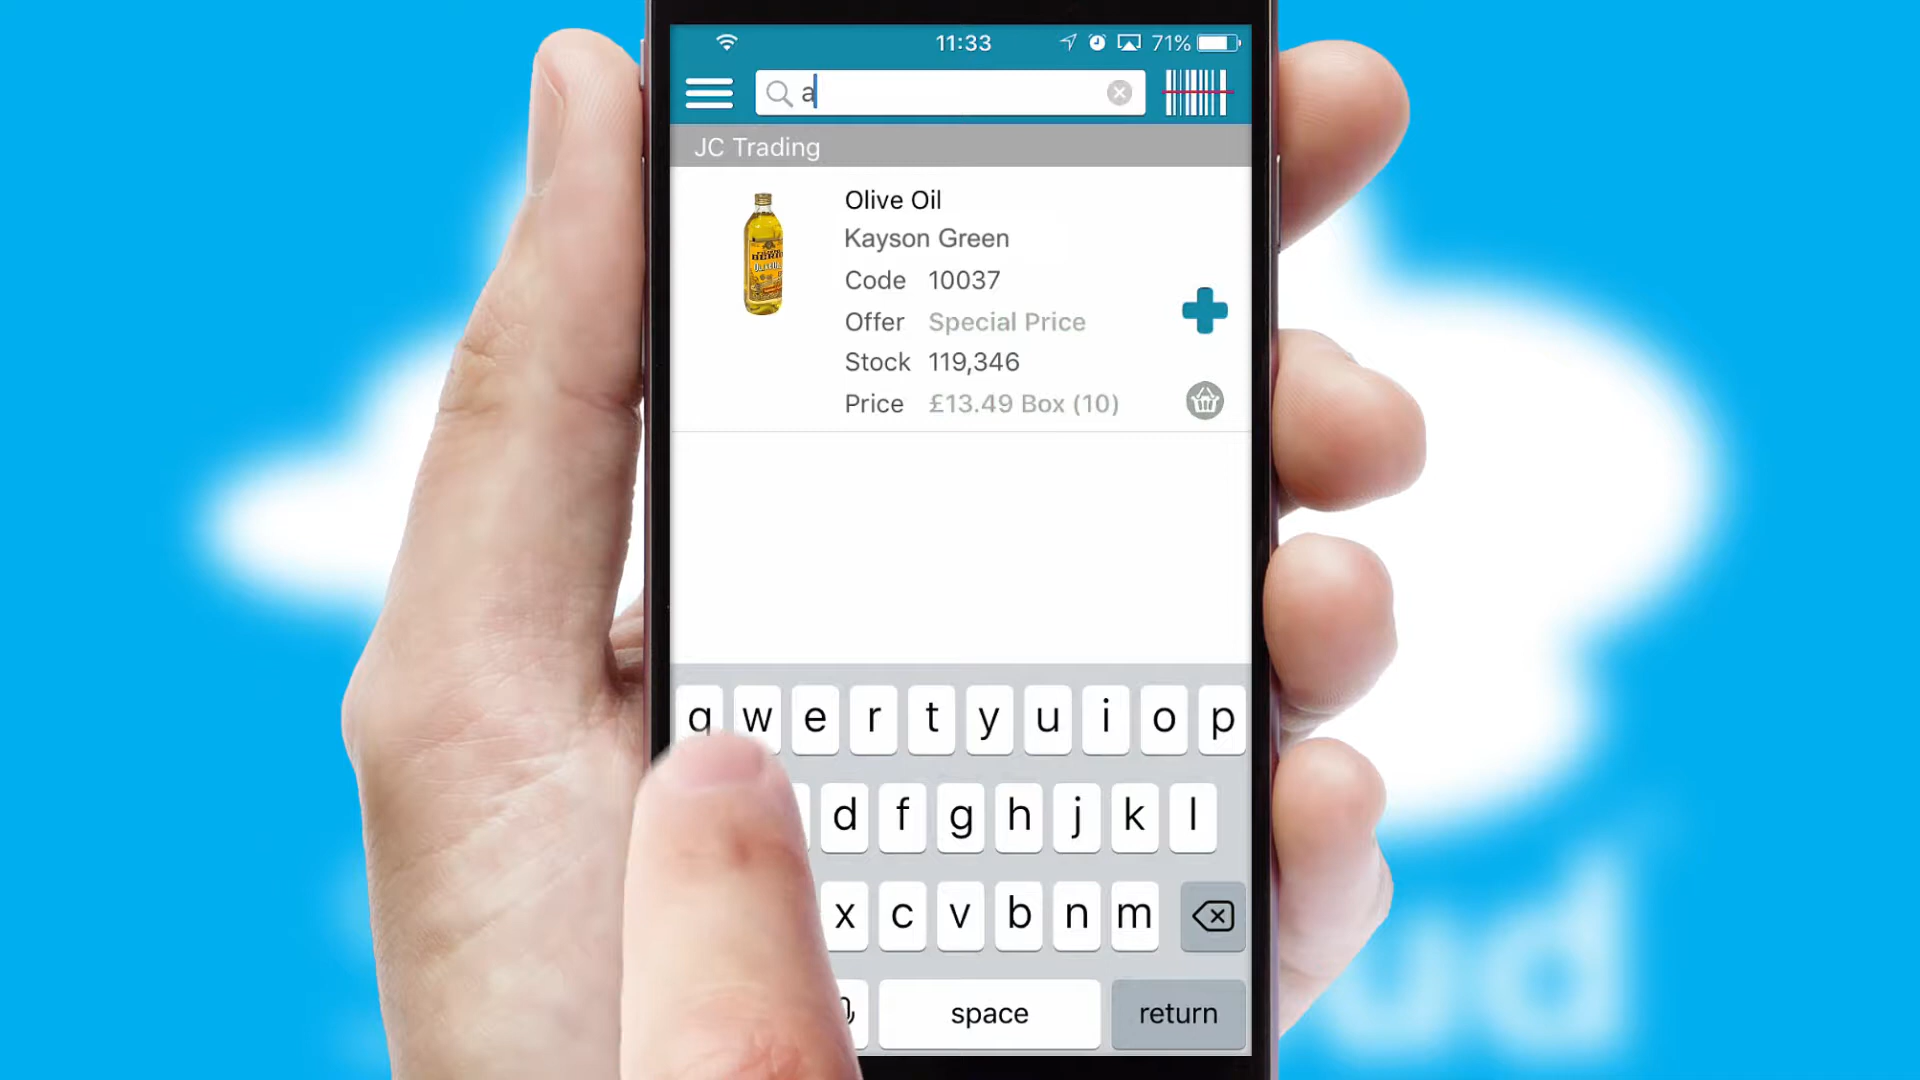 11:33 71%
a
JC Trading
Olive Oil
Kayson Green
Code 10037
Offer Special Price
Stock 119,346
Price £13.49 Box (10)
q w e r t y u i o p
d f g h j k l
x c v b n m
space return
ud